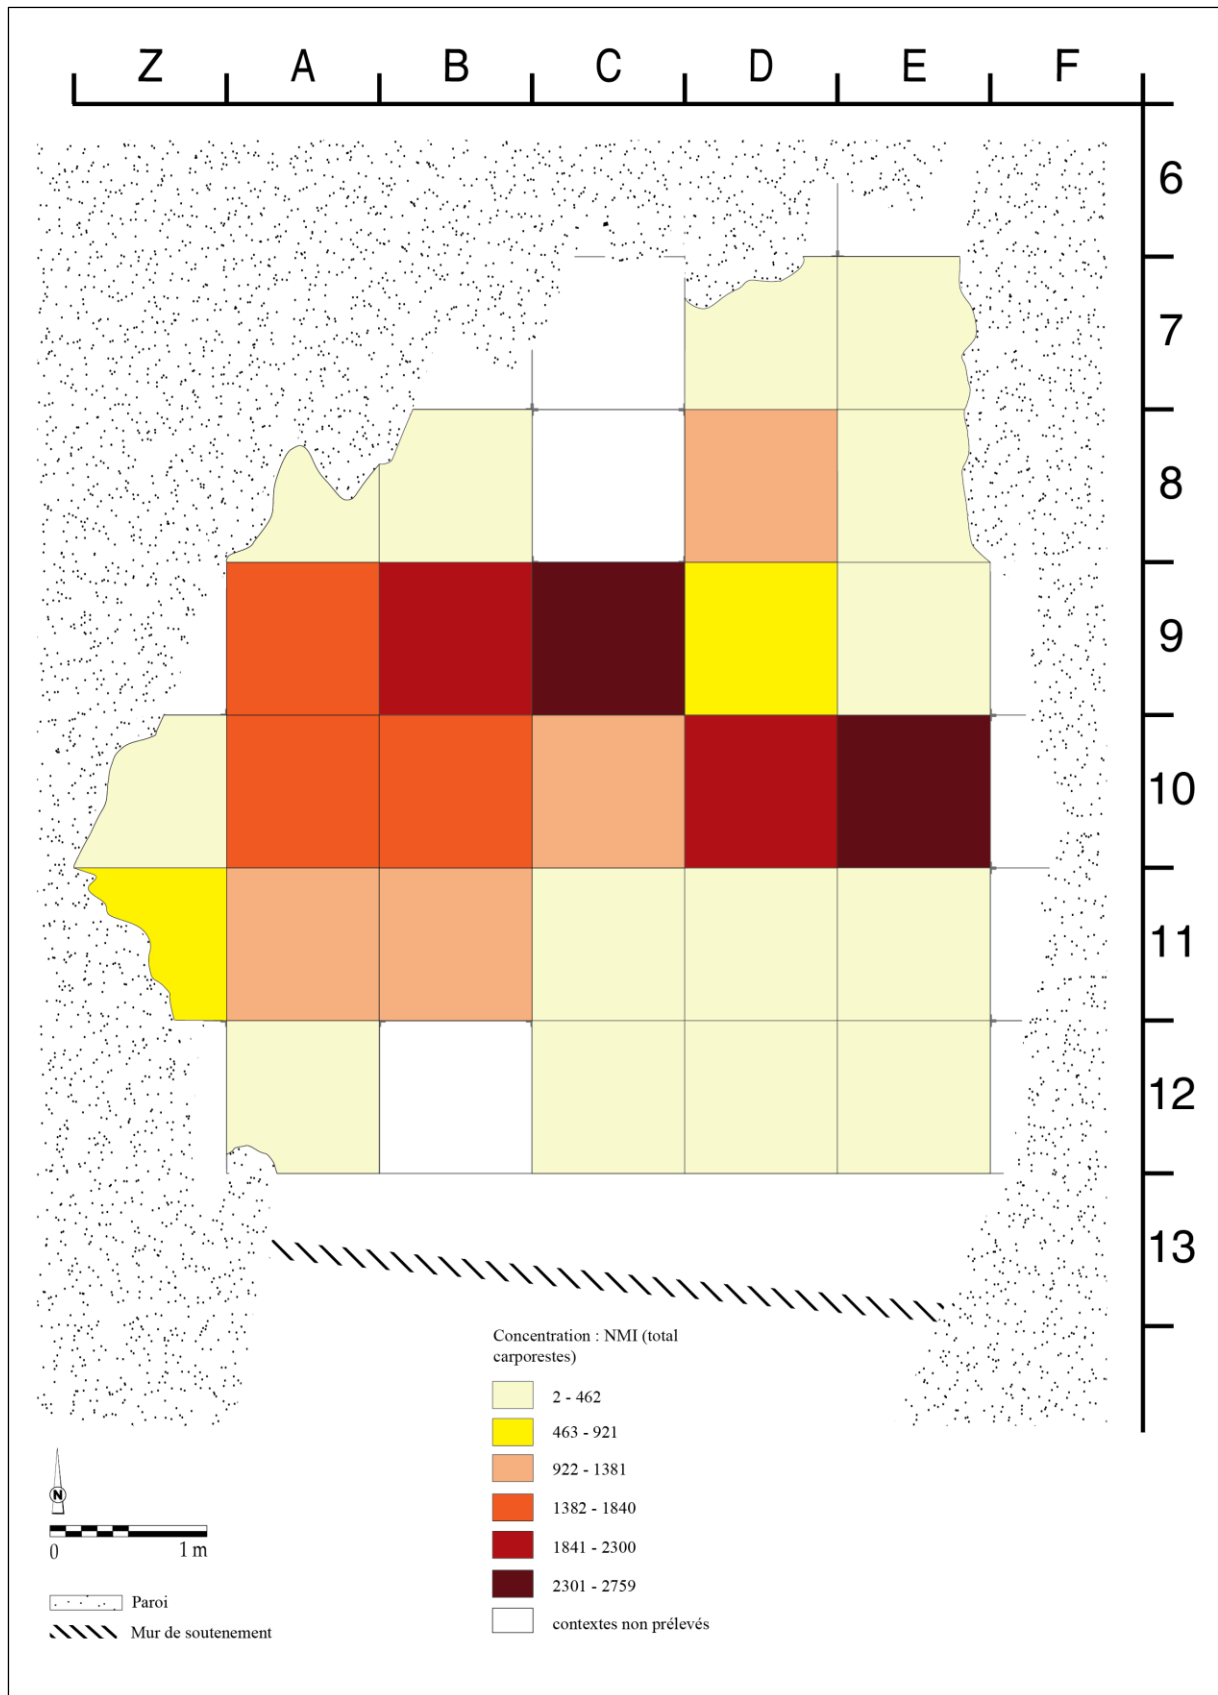 Z A B C D E F
6
7
8
9
10
11
12
13
Concentration : NMI (total
carporestes)
2 - 462
463 - 921
922 - 1381
1382 - 1840
1841 - 2300
2301 - 2759
contextes non prélevés
N
0 1 m
Paroi
Mur de soutenement